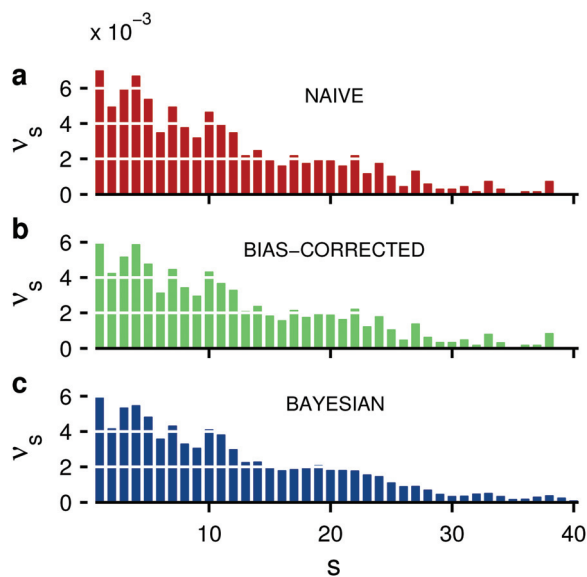 x 10⁻³
a
NAIVE
6
4
2
0
νs
b
BIAS−CORRECTED
6
4
2
0
νs
c
BAYESIAN
6
4
2
0
νs
10 20 30 40
s